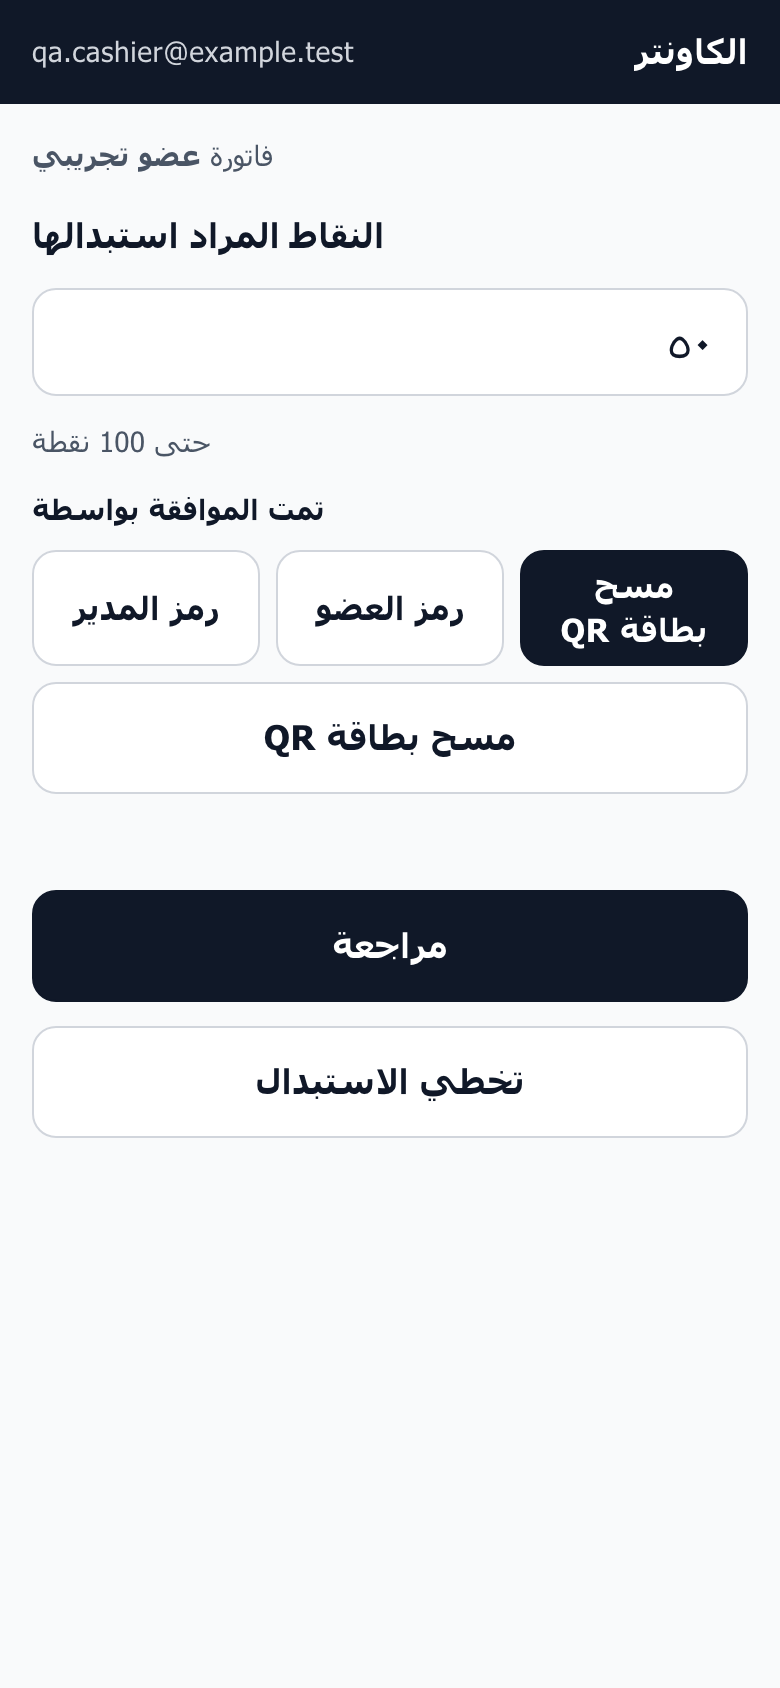 الكاونتر
qa.cashier@example.test
فاتورة عضو تجريبي
النقاط المراد استبدالها
٥٠
حتى 100 نقطة
تمت الموافقة بواسطة
مسح
بطاقة QR
رمز العضو
رمز المدير
مسح بطاقة QR
مراجعة
تخطي الاستبدال